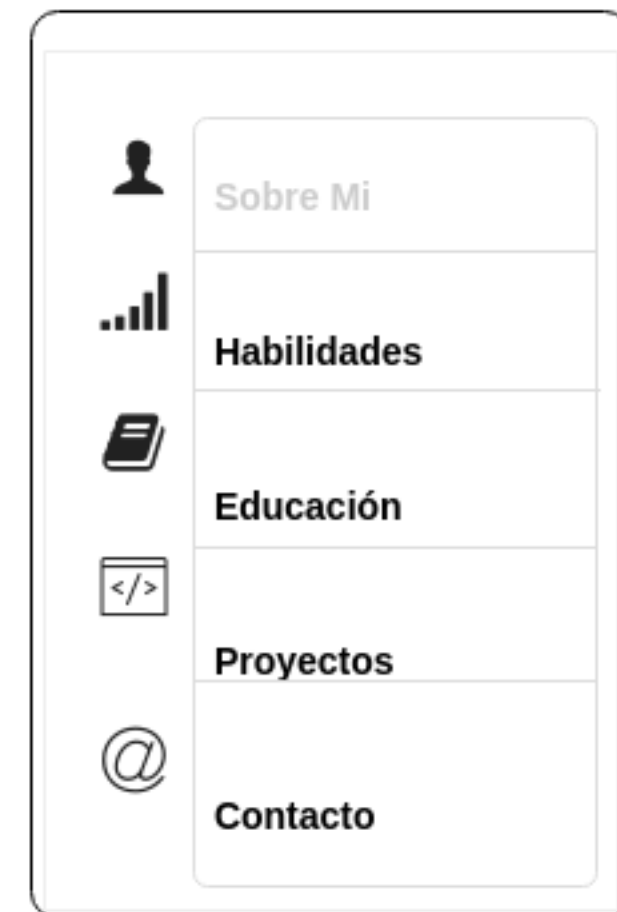 Sobre Mi
Habilidades
Educación
</>
Proyectos
@
Contacto